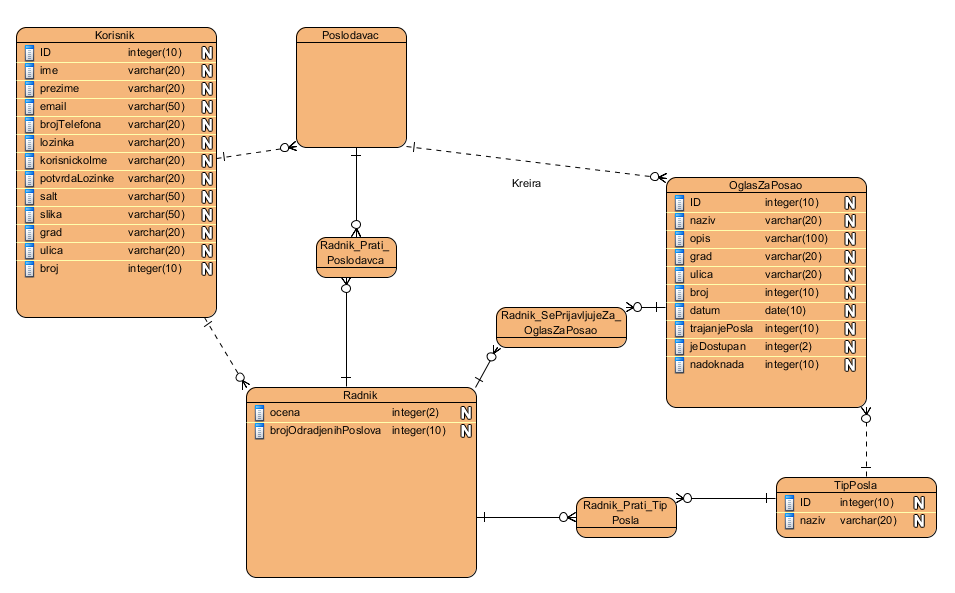 Korisnik
ID integer(10) N
ime varchar(20) N
prezime varchar(20) N
email varchar(50) N
brojTelefona varchar(20) N
lozinka varchar(20) N
korisnickoIme varchar(20) N
potvrdaLozinke varchar(20) N
salt varchar(50) N
slika varchar(50) N
grad varchar(20) N
ulica varchar(20) N
broj integer(10) N
Poslodavac
Kreira
OglasZaPosao
ID integer(10) N
naziv varchar(20) N
opis varchar(100) N
grad varchar(20) N
ulica varchar(20) N
broj integer(10) N
datum date(10) N
trajanjePosla integer(10) N
jeDostupan integer(2) N
nadoknada integer(10) N
Radnik_Prati_
Poslodavca
Radnik_SePrijavljujeZa_
OglasZaPosao
Radnik
ocena integer(2) N
brojOdradjenihPoslova integer(10) N
Radnik_Prati_Tip
Posla
TipPosla
ID integer(10) N
naziv varchar(20) N